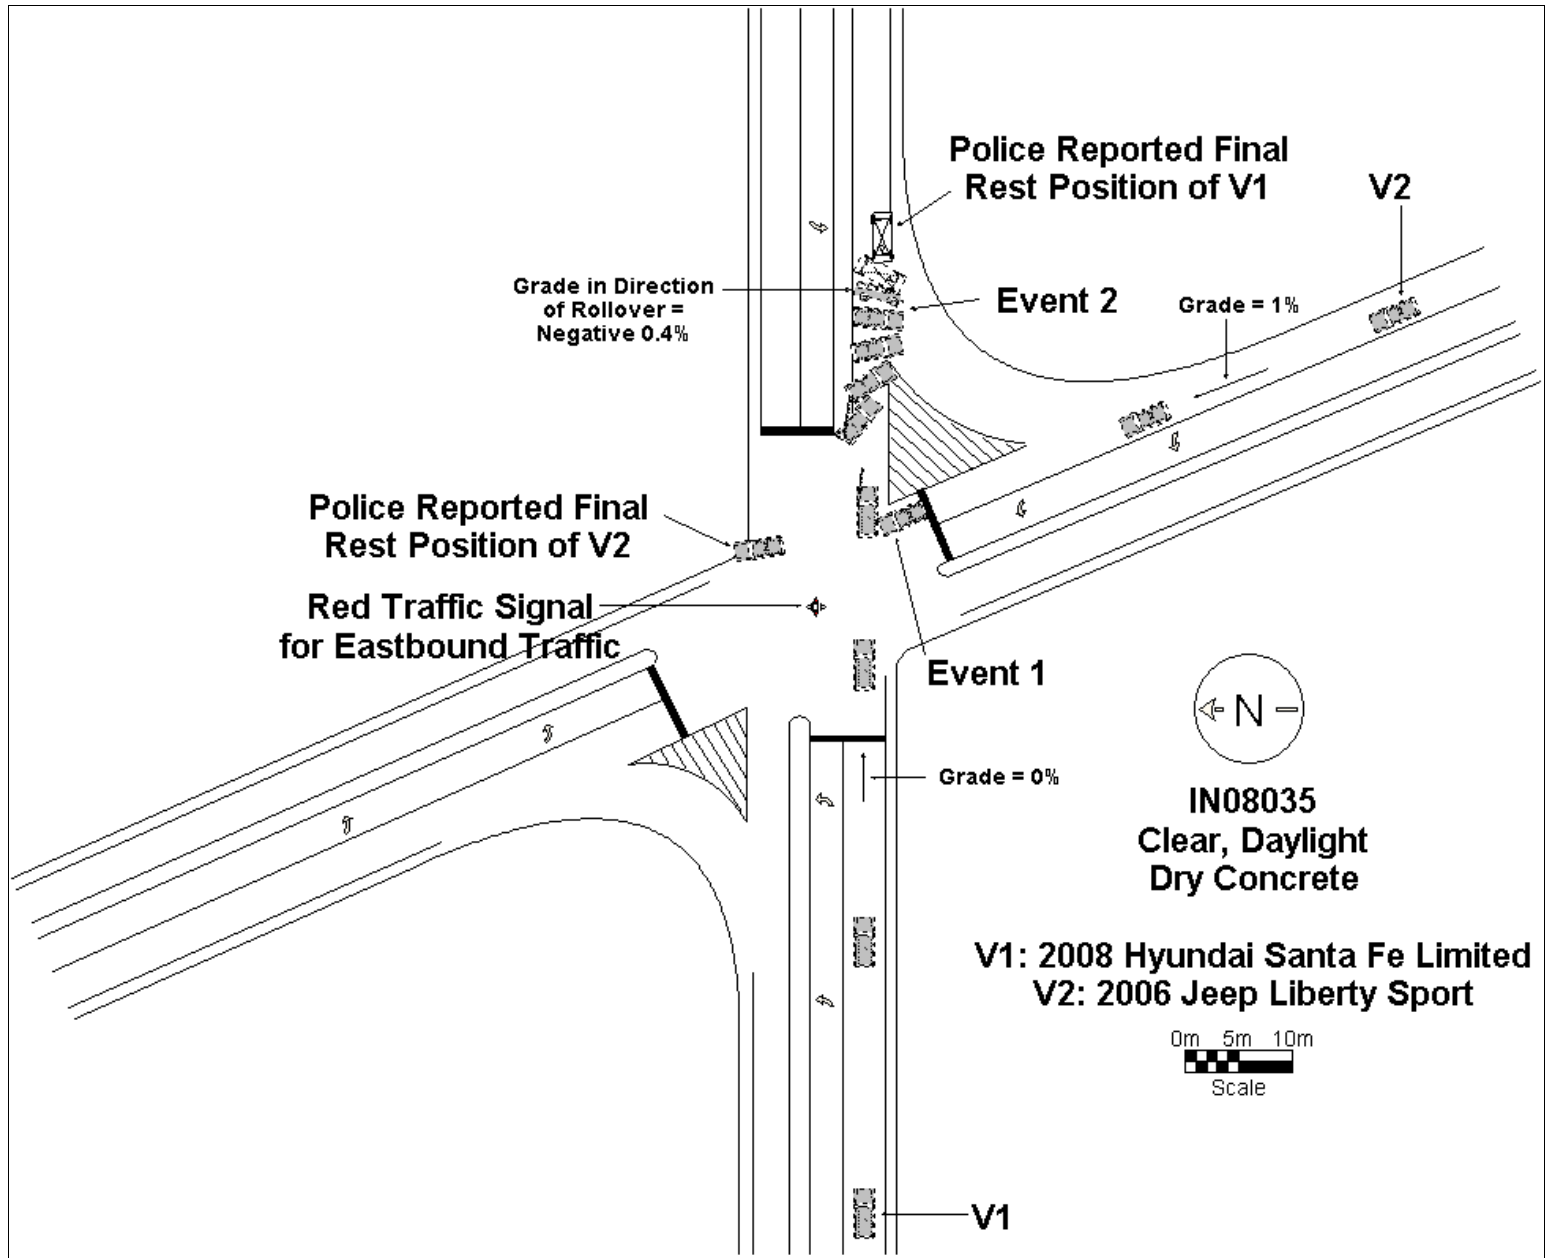 Police Reported Final
Rest Position of V1
V2
Grade in Direction
of Rollover =
Negative 0.4%
Event 2
Grade = 1%
Police Reported Final
Rest Position of V2
Red Traffic Signal
for Eastbound Traffic
Event 1
N
Grade = 0%
IN08035
Clear, Daylight
Dry Concrete
V1: 2008 Hyundai Santa Fe Limited
V2: 2006 Jeep Liberty Sport
0m 5m 10m
Scale
V1